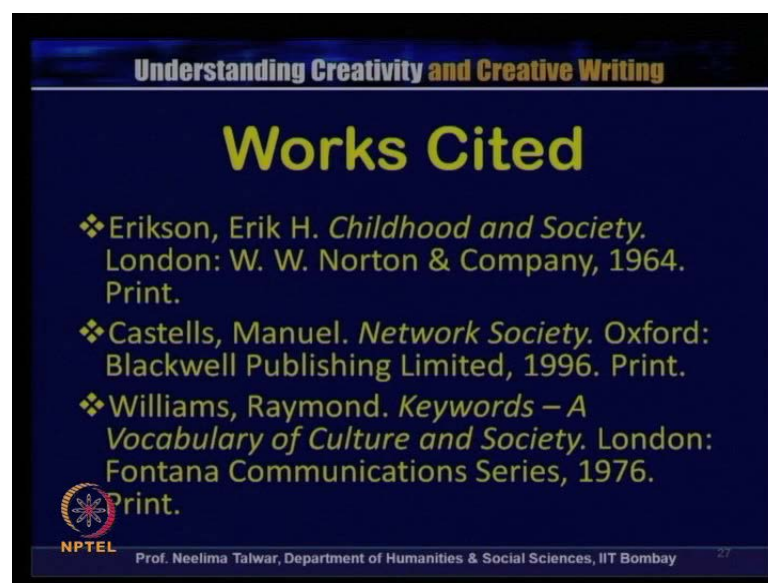 Understanding Creativity and Creative Writing
Works Cited
❖Erikson, Erik H. Childhood and Society.
London: W. W. Norton & Company, 1964.
Print.
❖Castells, Manuel. Network Society. Oxford:
Blackwell Publishing Limited, 1996. Print.
❖Williams, Raymond. Keywords – A
Vocabulary of Culture and Society. London:
Fontana Communications Series, 1976.
Print.
NPTEL
Prof. Neelima Talwar, Department of Humanities & Social Sciences, IIT Bombay
27